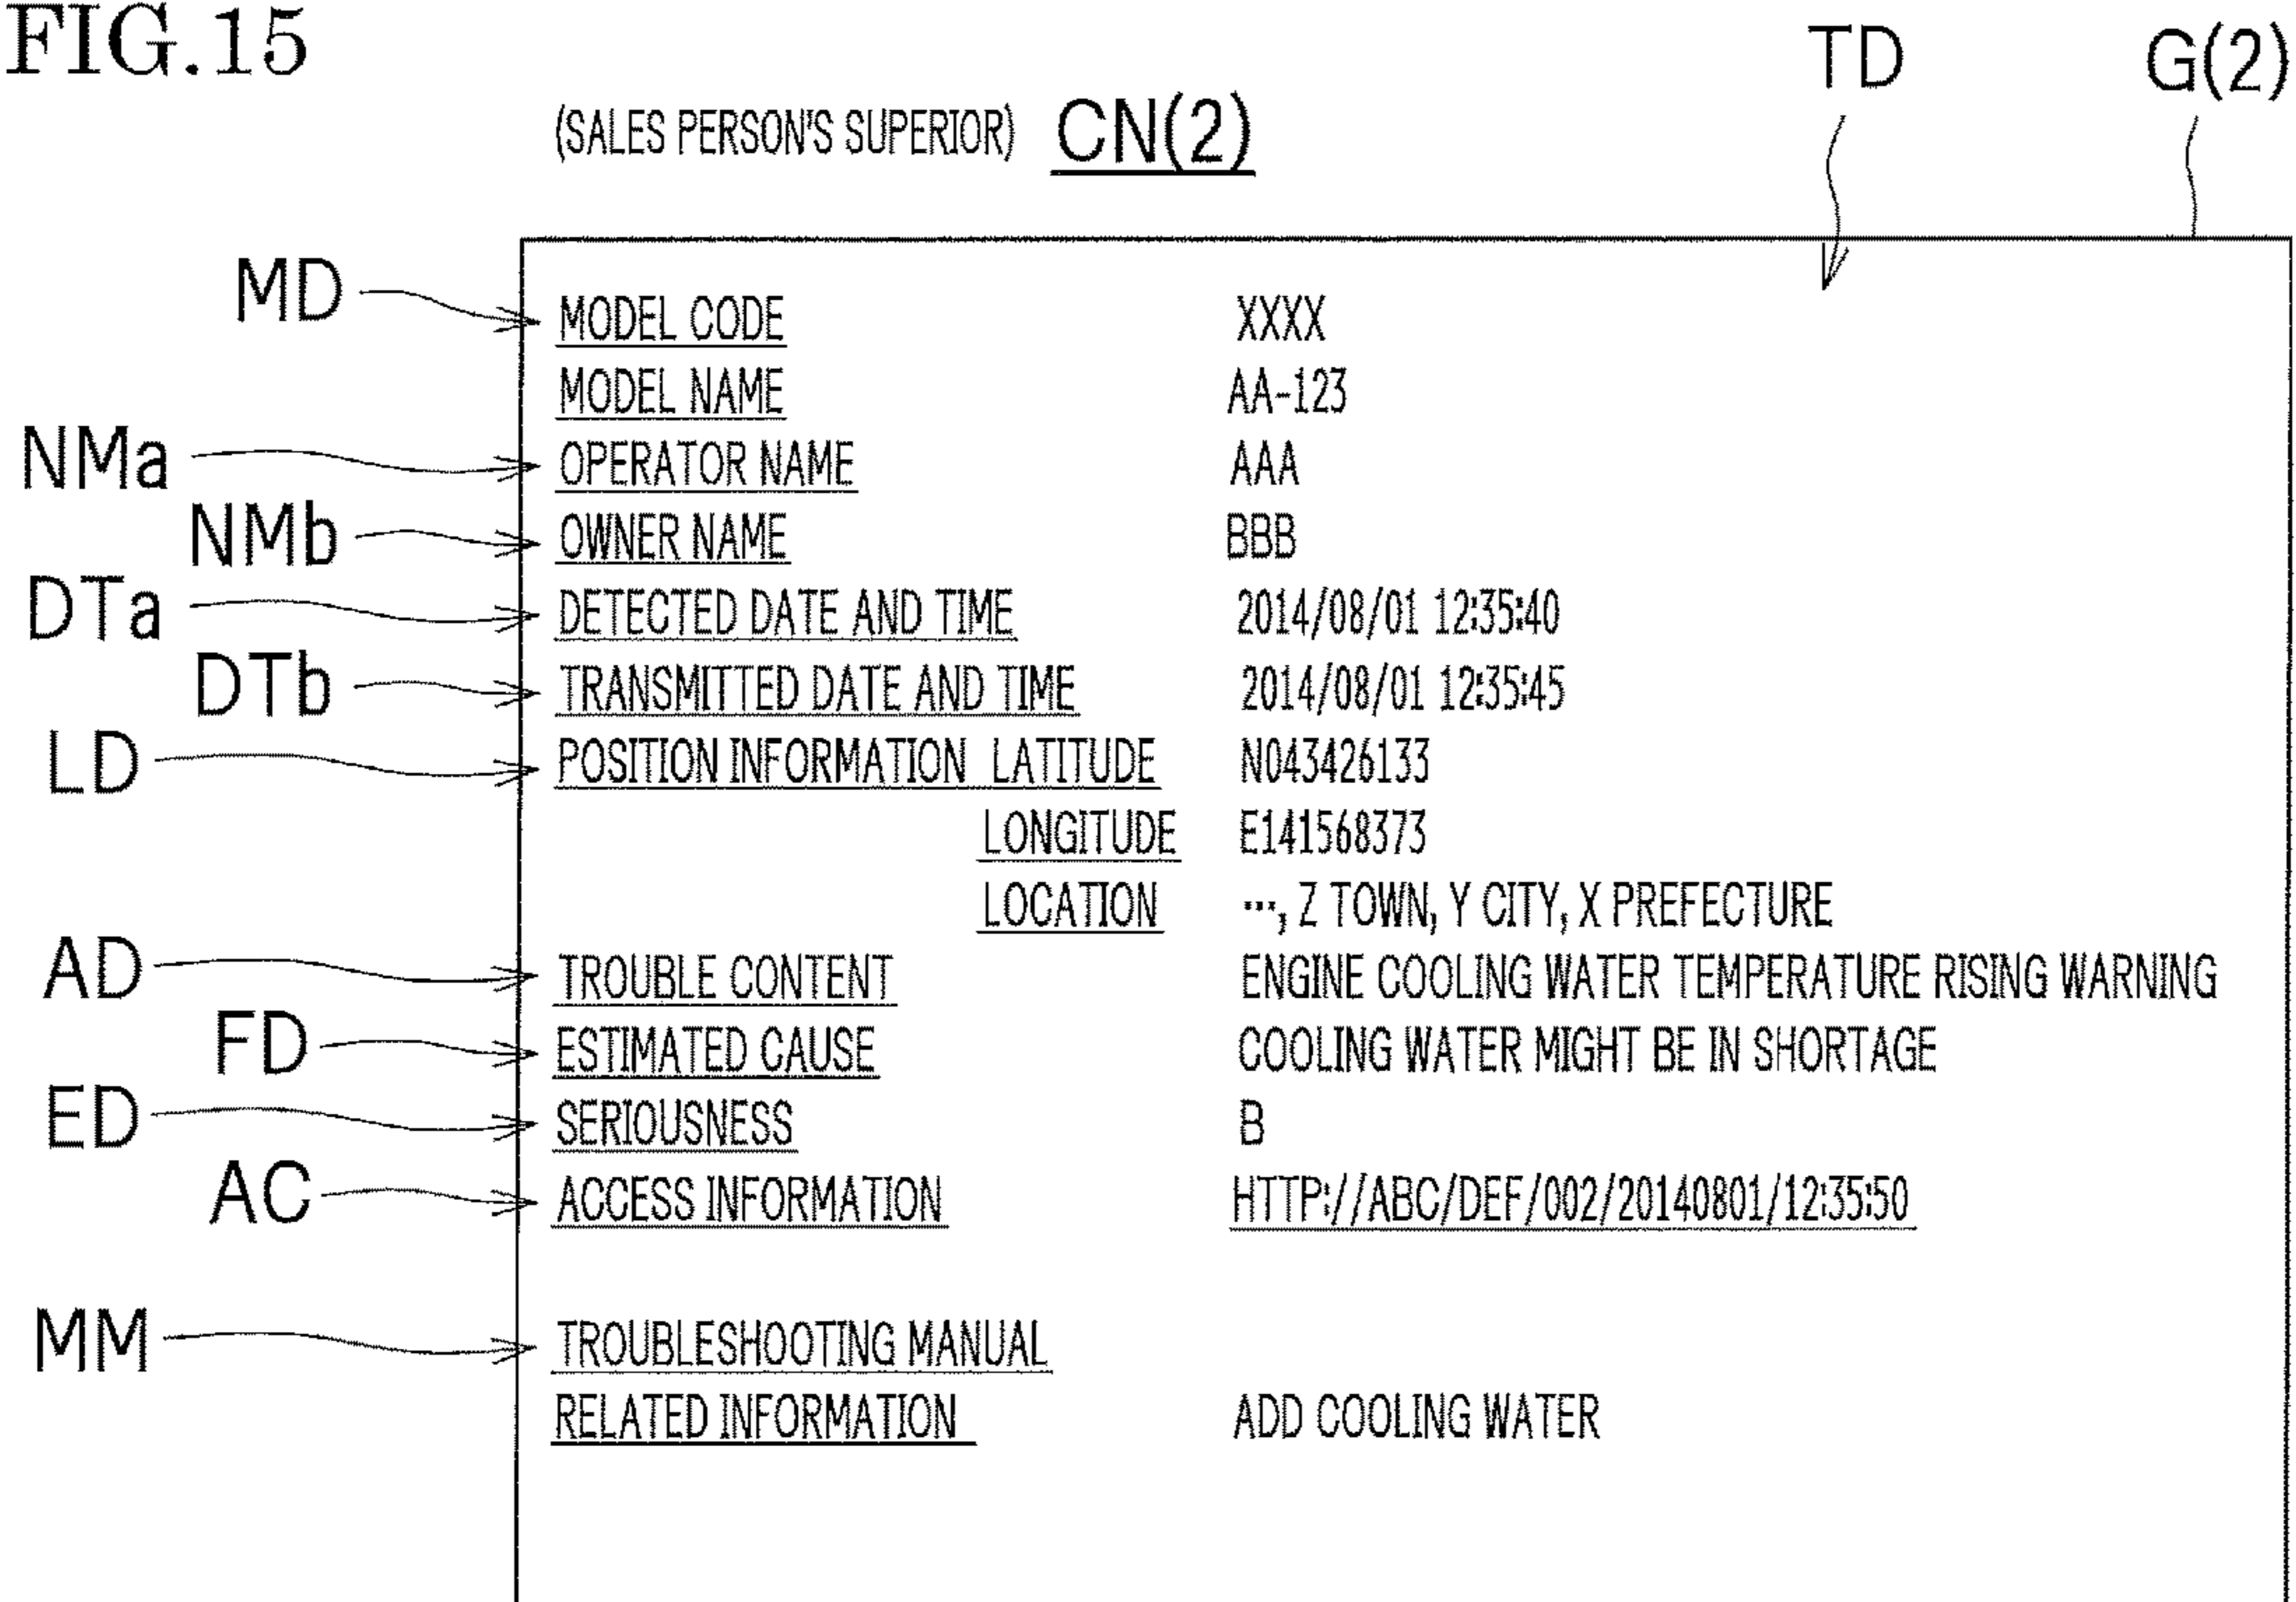 FIG.15
TD G(2)
(SALES PERSON'S SUPERIOR) CN(2)
MD MODEL CODE XXXX
MODEL NAME AA-123
NMa OPERATOR NAME AAA
NMb OWNER NAME BBB
DTa DETECTED DATE AND TIME 2014/08/01 12:35:40
DTb TRANSMITTED DATE AND TIME 2014/08/01 12:35:45
LD POSITION INFORMATION LATITUDE N043426133
LONGITUDE E141568373
LOCATION ···, Z TOWN, Y CITY, X PREFECTURE
AD TROUBLE CONTENT ENGINE COOLING WATER TEMPERATURE RISING WARNING
FD ESTIMATED CAUSE COOLING WATER MIGHT BE IN SHORTAGE
ED SERIOUSNESS B
AC ACCESS INFORMATION HTTP://ABC/DEF/002/20140801/12:35:50
MM TROUBLESHOOTING MANUAL
RELATED INFORMATION ADD COOLING WATER